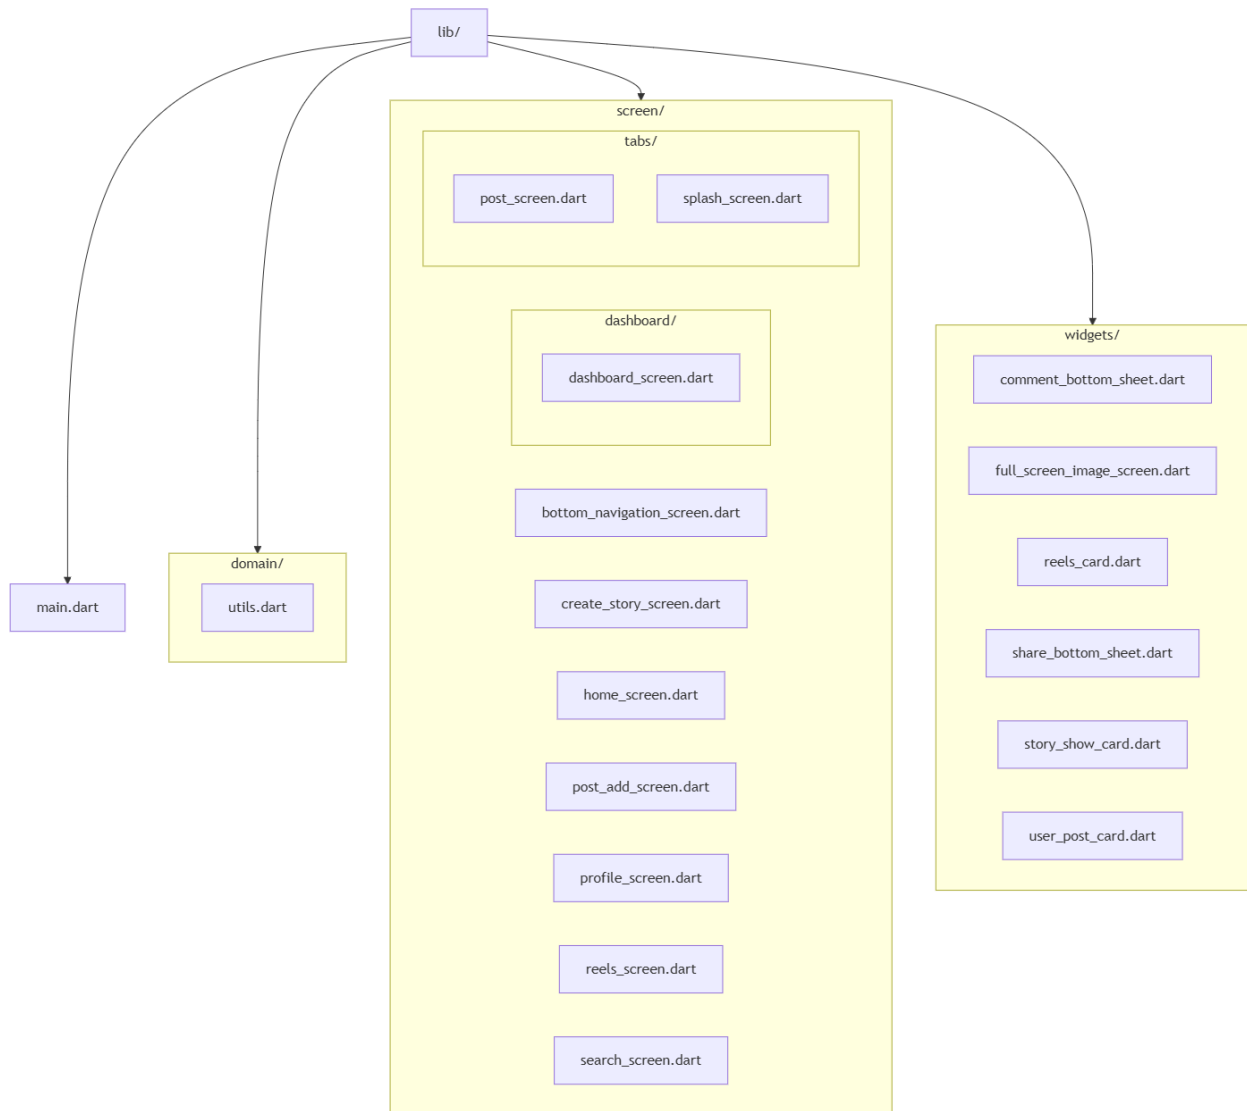 lib/
screen/
tabs/
post_screen.dart
splash_screen.dart
dashboard/
dashboard_screen.dart
bottom_navigation_screen.dart
create_story_screen.dart
home_screen.dart
post_add_screen.dart
profile_screen.dart
reels_screen.dart
search_screen.dart
widgets/
comment_bottom_sheet.dart
full_screen_image_screen.dart
reels_card.dart
share_bottom_sheet.dart
story_show_card.dart
user_post_card.dart
domain/
utils.dart
main.dart